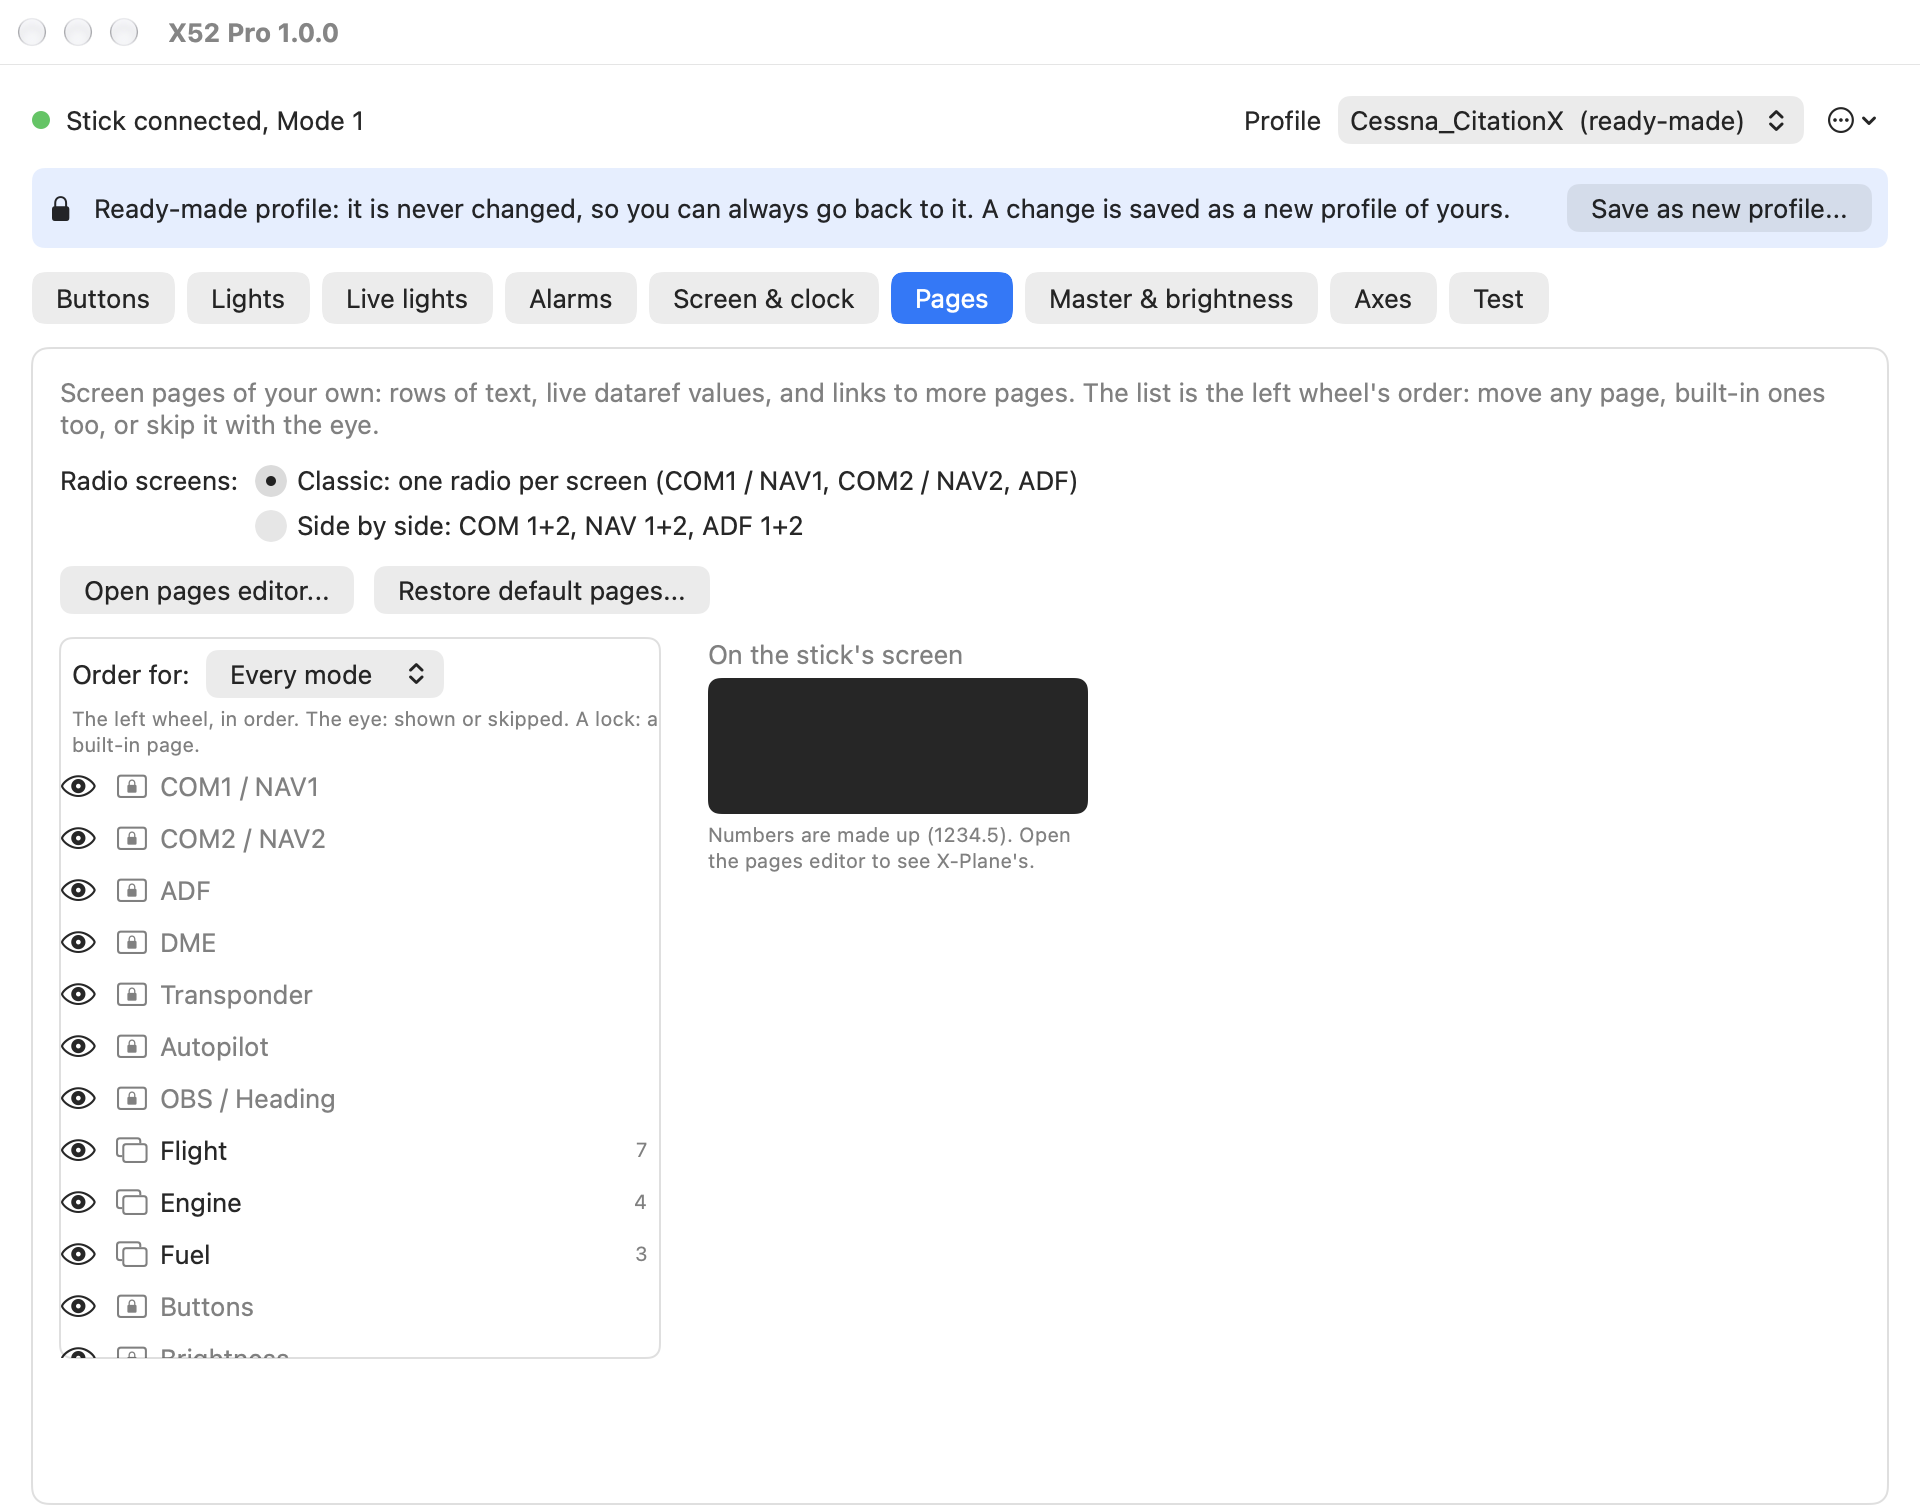 X52 Pro 1.0.0
Stick connected, Mode 1
Profile
Cessna_CitationX (ready-made)
Ready-made profile: it is never changed, so you can always go back to it. A change is saved as a new profile of yours.
Save as new profile...
Buttons
Lights
Live lights
Alarms
Screen & clock
Pages
Master & brightness
Axes
Test
Screen pages of your own: rows of text, live dataref values, and links to more pages. The list is the left wheel's order: move any page, built-in ones
too, or skip it with the eye.
Radio screens:
Classic: one radio per screen (COM1 / NAV1, COM2 / NAV2, ADF)
Side by side: COM 1+2, NAV 1+2, ADF 1+2
Open pages editor...
Restore default pages...
Order for:
Every mode
The left wheel, in order. The eye: shown or skipped. A lock: a
built-in page.
COM1 / NAV1
COM2 / NAV2
ADF
DME
Transponder
Autopilot
OBS / Heading
Flight 7
Engine 4
Fuel 3
Buttons
Brightness
On the stick's screen
Numbers are made up (1234.5). Open
the pages editor to see X-Plane's.